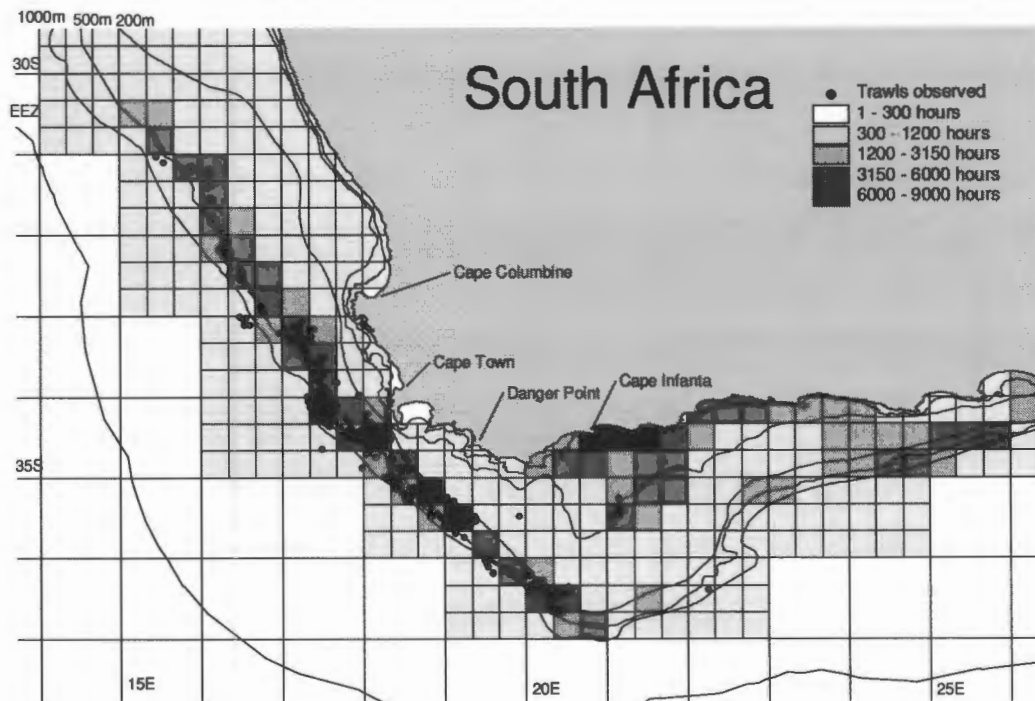 1000m 500m 200m
30S
EEZ
South Africa
Trawls observed
1 - 300 hours
300 - 1200 hours
1200 - 3150 hours
3150 - 6000 hours
6000 - 9000 hours
Cape Columbine
Cape Town
Danger Point
Cape Infanta
35S
15E
20E
25E